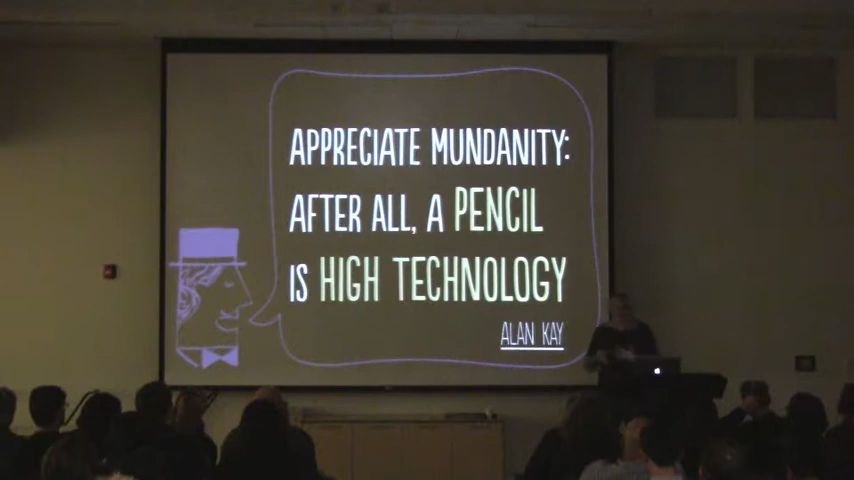 APPRECIATE MUNDANITY:
AFTER ALL, A PENCIL
IS HIGH TECHNOLOGY
ALAN KAY